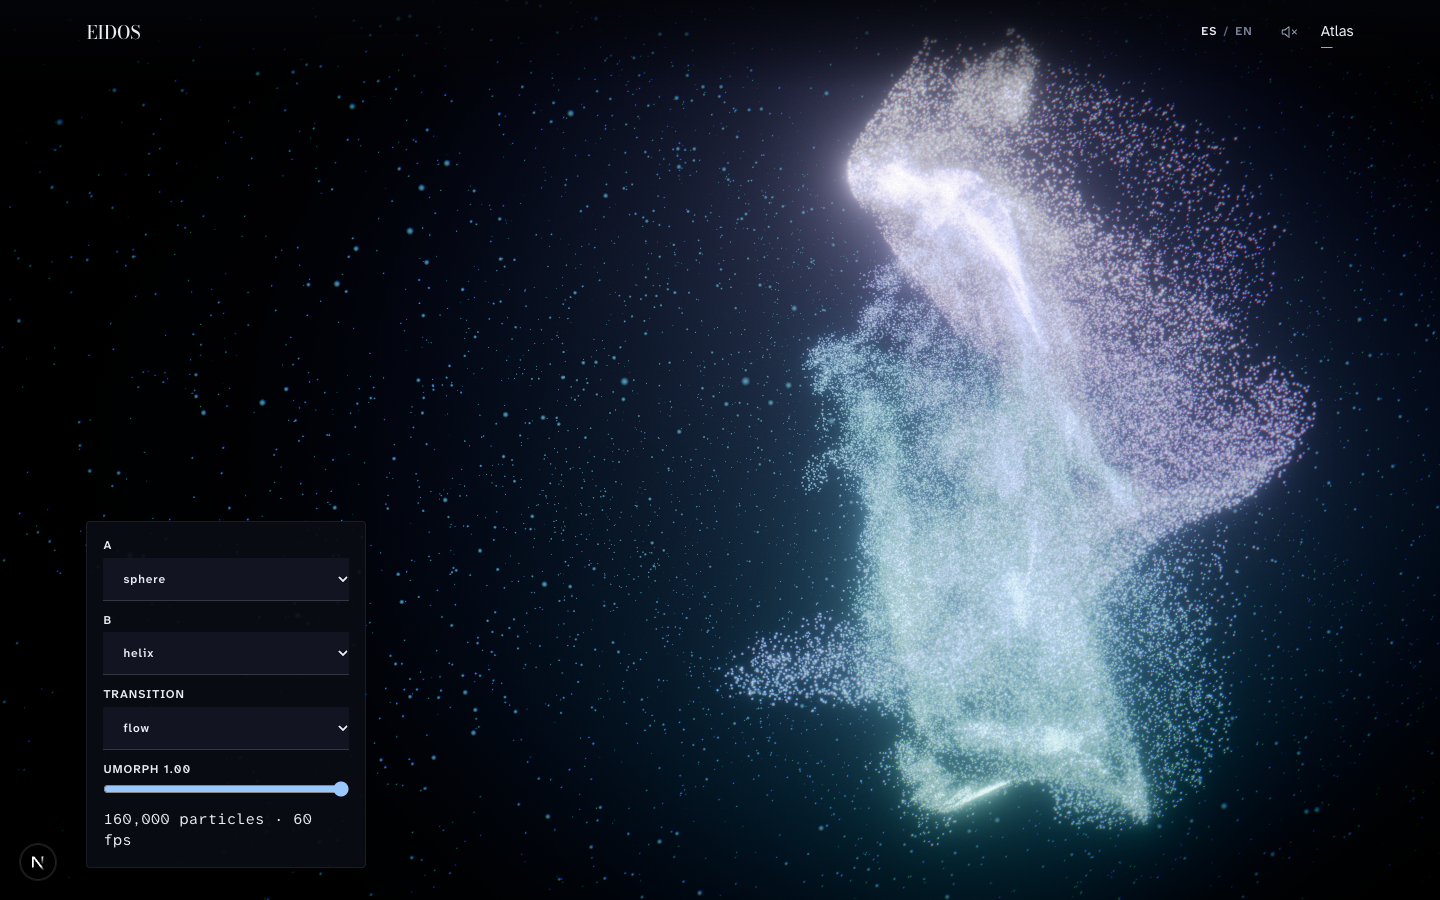 EIDOS
ES / EN
Atlas
A
sphere
B
helix
TRANSITION
flow
UMORPH 1.00
160,000 particles · 60
fps
N